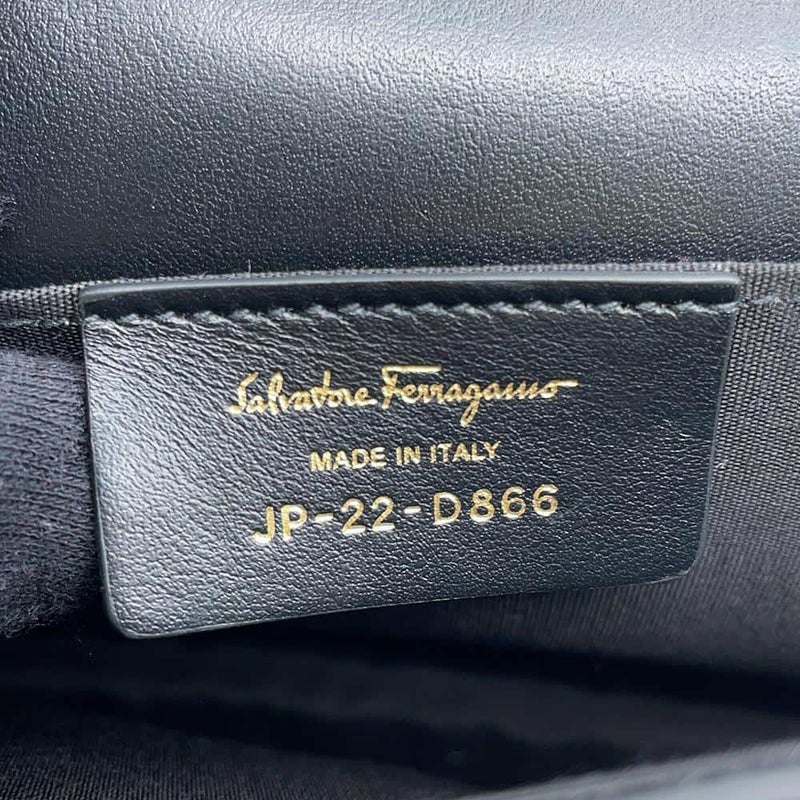 Salvatore Ferragamo
MADE IN ITALY
JP-22-D866